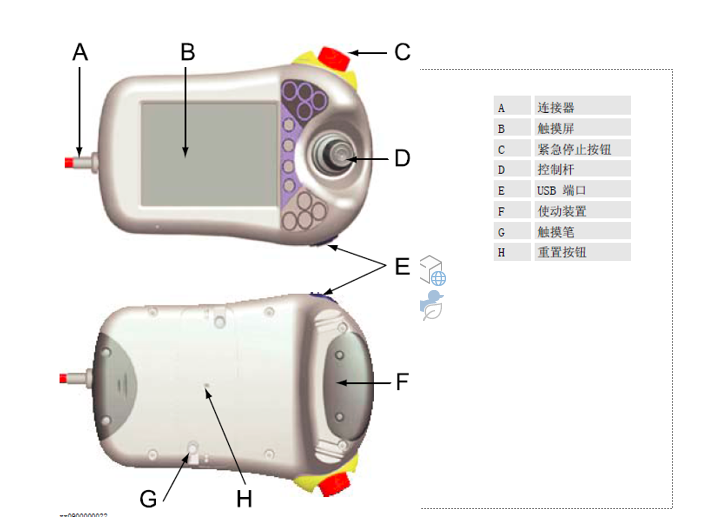 A
B
C
D
E
F
G
H
A 连接器
B 触摸屏
C 紧急停止按钮
D 控制杆
E USB 端口
F 使动装置
G 触摸笔
H 重置按钮